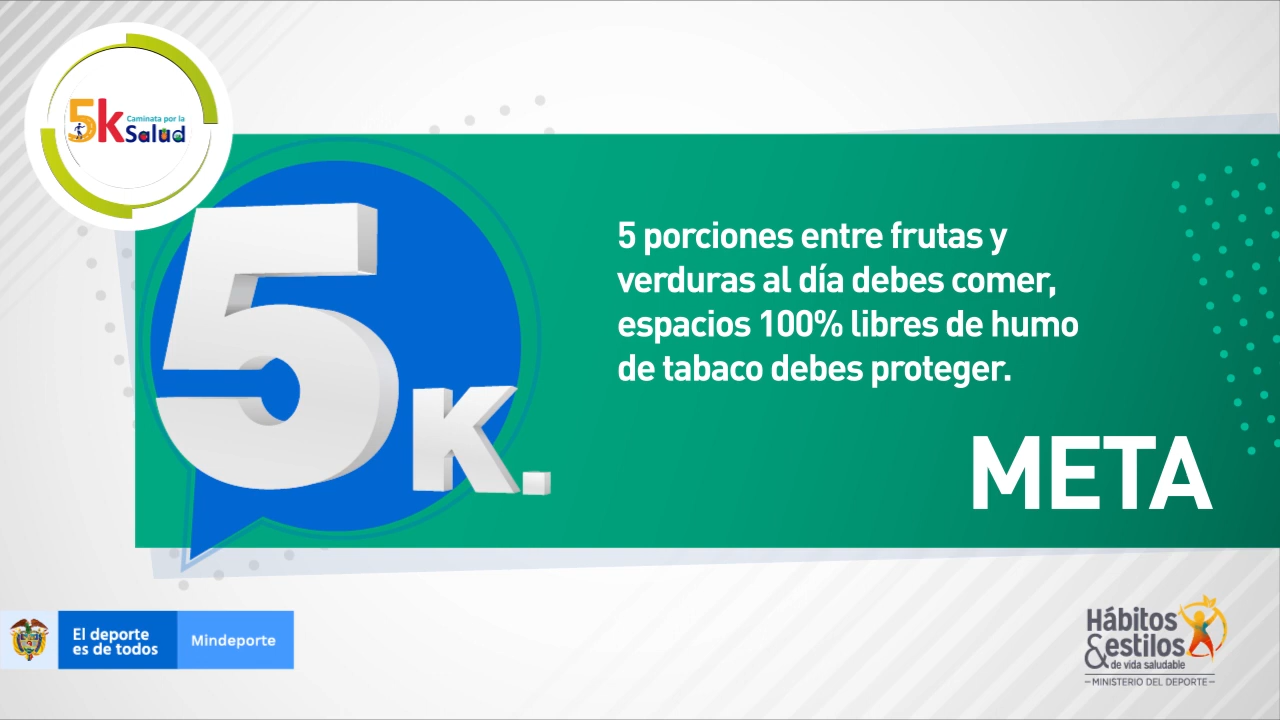 5k Caminata por la
Salud
5K.
5 porciones entre frutas y
verduras al día debes comer,
espacios 100% libres de humo
de tabaco debes proteger.
META
El deporte
es de todos
Mindeporte
Hábitos
&estilos
de vida saludable
– MINISTERIO DEL DEPORTE –